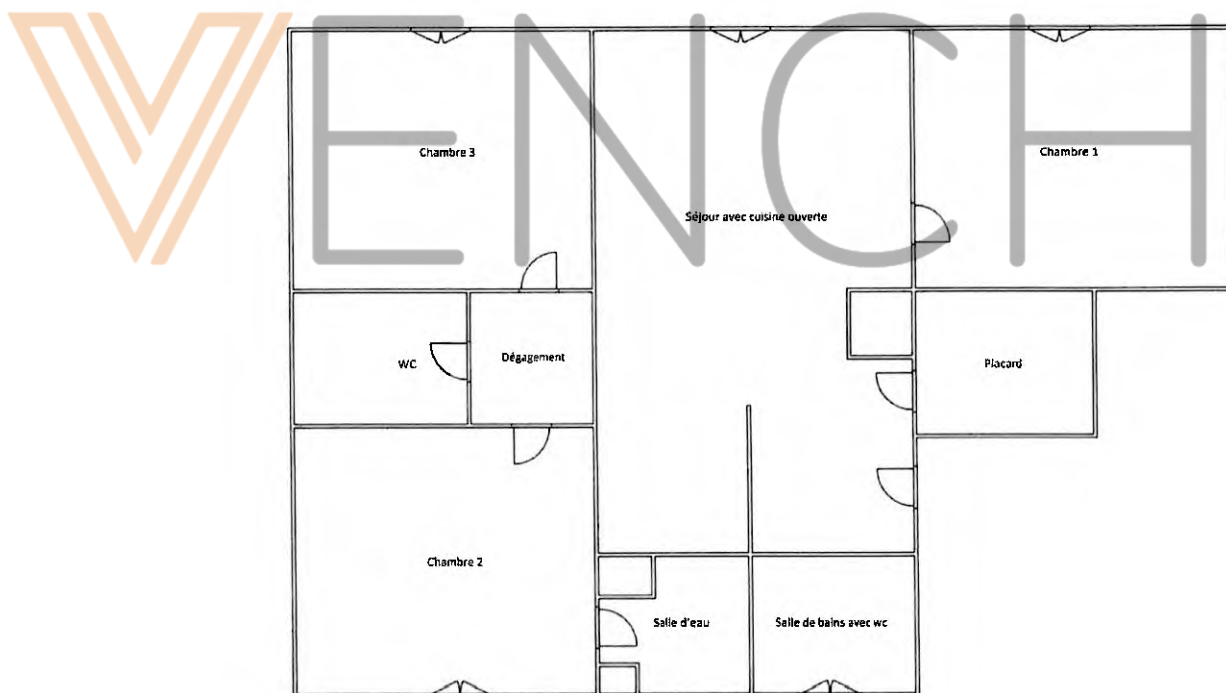 VENCH
Chambre 3
Chambre 1
Séjour avec cuisine ouverte
WC
Dégagement
Placard
Chambre 2
Salle d'eau
Salle de bains avec wc